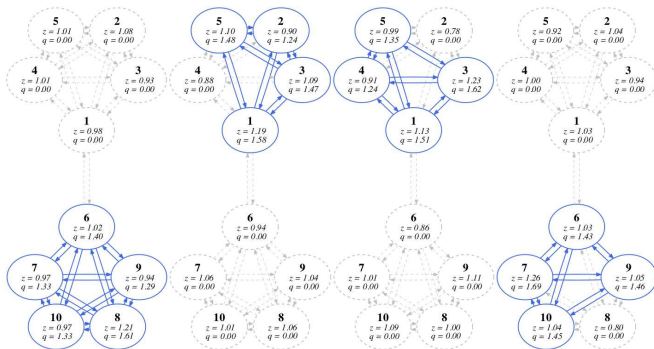 5
z = 1.01
q = 0.00
2
z = 1.08
q = 0.00
4
z = 1.01
q = 0.00
3
z = 0.93
q = 0.00
1
z = 0.98
q = 0.00
6
z = 1.02
q = 1.40
7
z = 0.97
q = 1.33
9
z = 0.94
q = 1.29
10
z = 0.97
q = 1.33
8
z = 1.21
q = 1.61
5
z = 1.10
q = 1.48
2
z = 0.90
q = 1.24
4
z = 0.88
q = 0.00
3
z = 1.09
q = 1.47
1
z = 1.19
q = 1.58
6
z = 0.94
q = 0.00
7
z = 1.06
q = 0.00
9
z = 1.04
q = 0.00
10
z = 1.01
q = 0.00
8
z = 1.06
q = 0.00
5
z = 0.99
q = 1.35
2
z = 0.78
q = 0.00
4
z = 0.91
q = 1.24
3
z = 1.23
q = 1.62
1
z = 1.13
q = 1.51
6
z = 0.86
q = 0.00
7
z = 1.01
q = 0.00
9
z = 1.11
q = 0.00
10
z = 1.09
q = 0.00
8
z = 1.00
q = 0.00
5
z = 0.92
q = 0.00
2
z = 1.04
q = 0.00
4
z = 1.00
q = 0.00
3
z = 0.94
q = 0.00
1
z = 1.03
q = 0.00
6
z = 1.03
q = 1.43
7
z = 1.26
q = 1.69
9
z = 1.05
q = 1.46
10
z = 1.04
q = 1.45
8
z = 0.80
q = 0.00